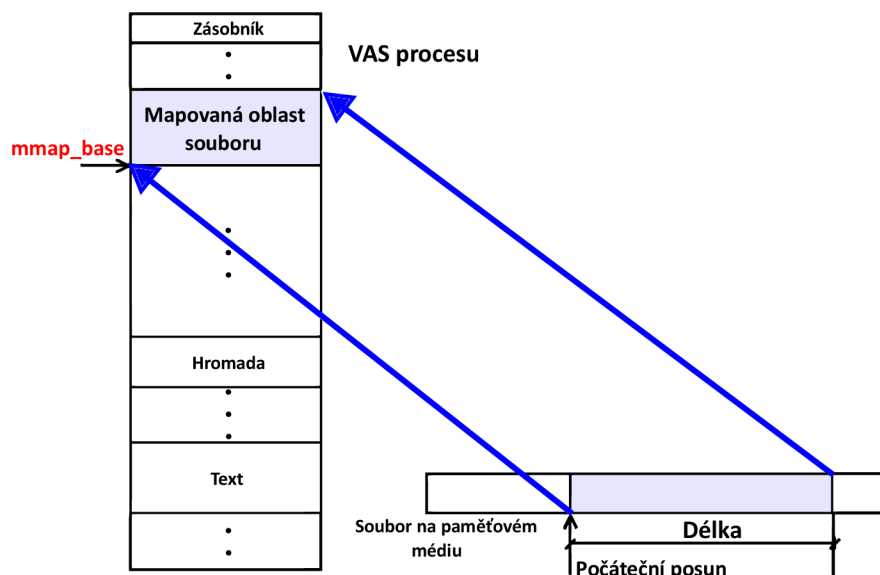 Zásobník
VAS procesu
Mapovaná oblast
souboru
mmap_base
Hromada
Text
Soubor na paměťovém
médiu
Délka
Počáteční posun